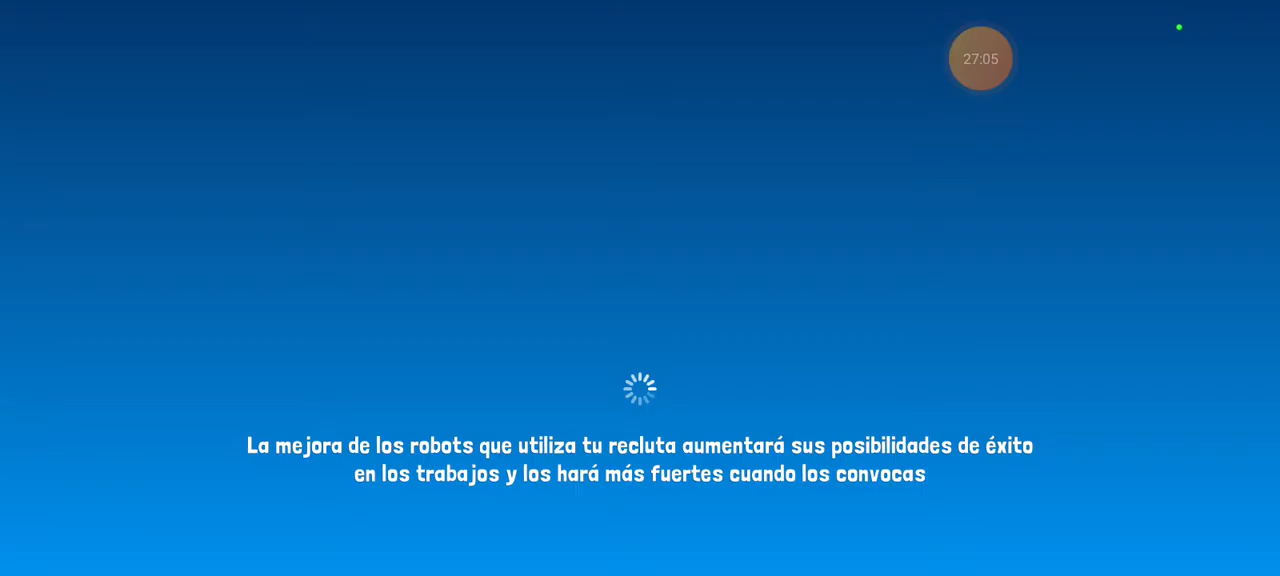 27:05
La mejora de los robots que utiliza tu recluta aumentará sus posibilidades de éxito
en los trabajos y los hará más fuertes cuando los convocas